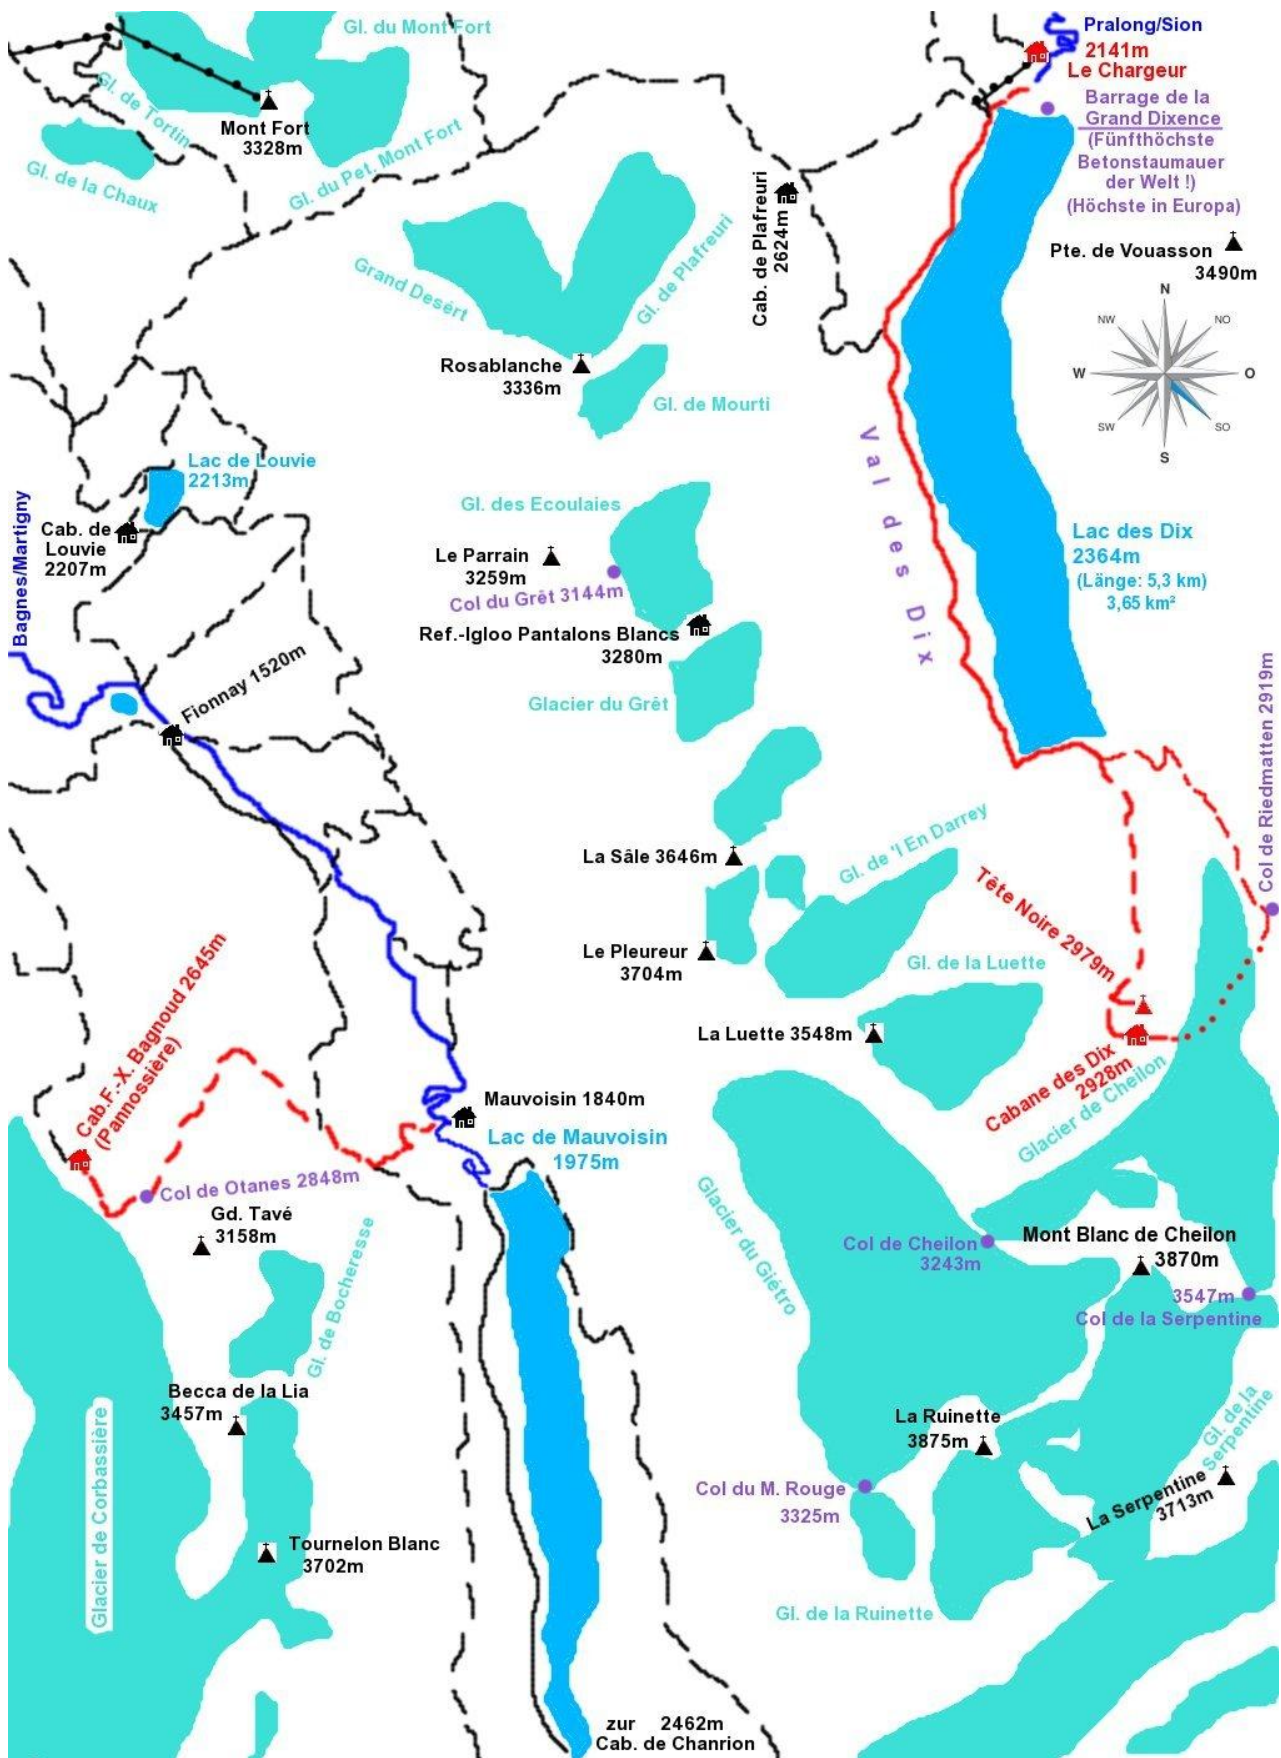 Gl. du Mont Fort
Pralong/Sion
2141m
Le Chargeur
Gl. de Tortin
Mont Fort
3328m
Gl. de la Chaux
Gl. du Pet. Mont Fort
Barrage de la
Grand Dixence
(Fünfthöchste
Betonstaumauer
der Welt !)
(Höchste in Europa)
Cab. de Plafreuri
2624m
Pte. de Vouasson
3490m
Grand Desért
Gl. de Plafreuri
N
NW
NO
W
O
SW
SO
S
Rosablanche
3336m
Gl. de Mourti
Val des Dix
Lac de Louvie
2213m
Bagnes/Martigny
Cab. de
Louvie
2207m
Gl. des Ecoulaies
Le Parrain
3259m
Col du Grêt 3144m
Lac des Dix
2364m
(Länge: 5,3 km)
3,65 km²
Ref.-Igloo Pantalons Blancs
3280m
Fionnay 1520m
Glacier du Grêt
Col de Riedmatten 2919m
La Sâle 3646m
Gl. de 'l En Darrey
Tête Noire 2979m
Le Pleureur
3704m
Gl. de la Luette
Cab.F.-X. Bagnoud 2645m
(Pannossière)
La Luette 3548m
Cabane des Dix
2928m
Glacier de Cheilon
Mauvoisin 1840m
Lac de Mauvoisin
1975m
Col de Otanes 2848m
Gd. Tavé
3158m
Gl. de Bocheresse
Glacier du Giétro
Col de Cheilon
3243m
Mont Blanc de Cheilon
3870m
3547m
Col de la Serpentine
Becca de la Lia
3457m
Glacier de Corbassière
La Ruinette
3875m
Gl. de la
Serpentine
Col du M. Rouge
3325m
La Serpentine
3713m
Tournelon Blanc
3702m
Gl. de la Ruinette
zur 2462m
Cab. de Chanrion